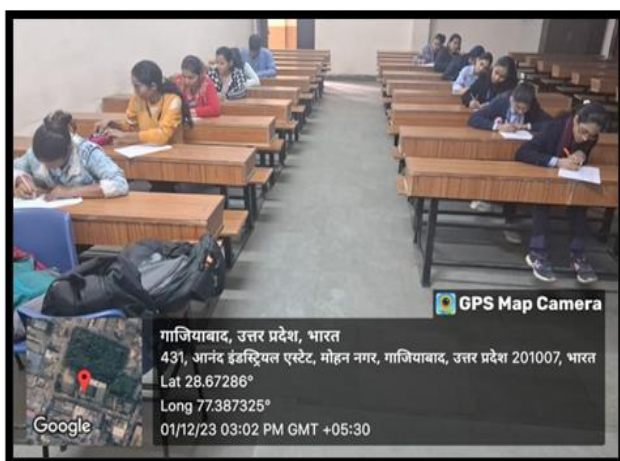 GPS Map Camera
गाजियाबाद, उत्तर प्रदेश, भारत
431, आनंद इंडस्ट्रियल एस्टेट, मोहन नगर, गाजियाबाद, उत्तर प्रदेश 201007, भारत
Lat 28.67286°
Long 77.387325°
01/12/23 03:02 PM GMT +05:30
Google